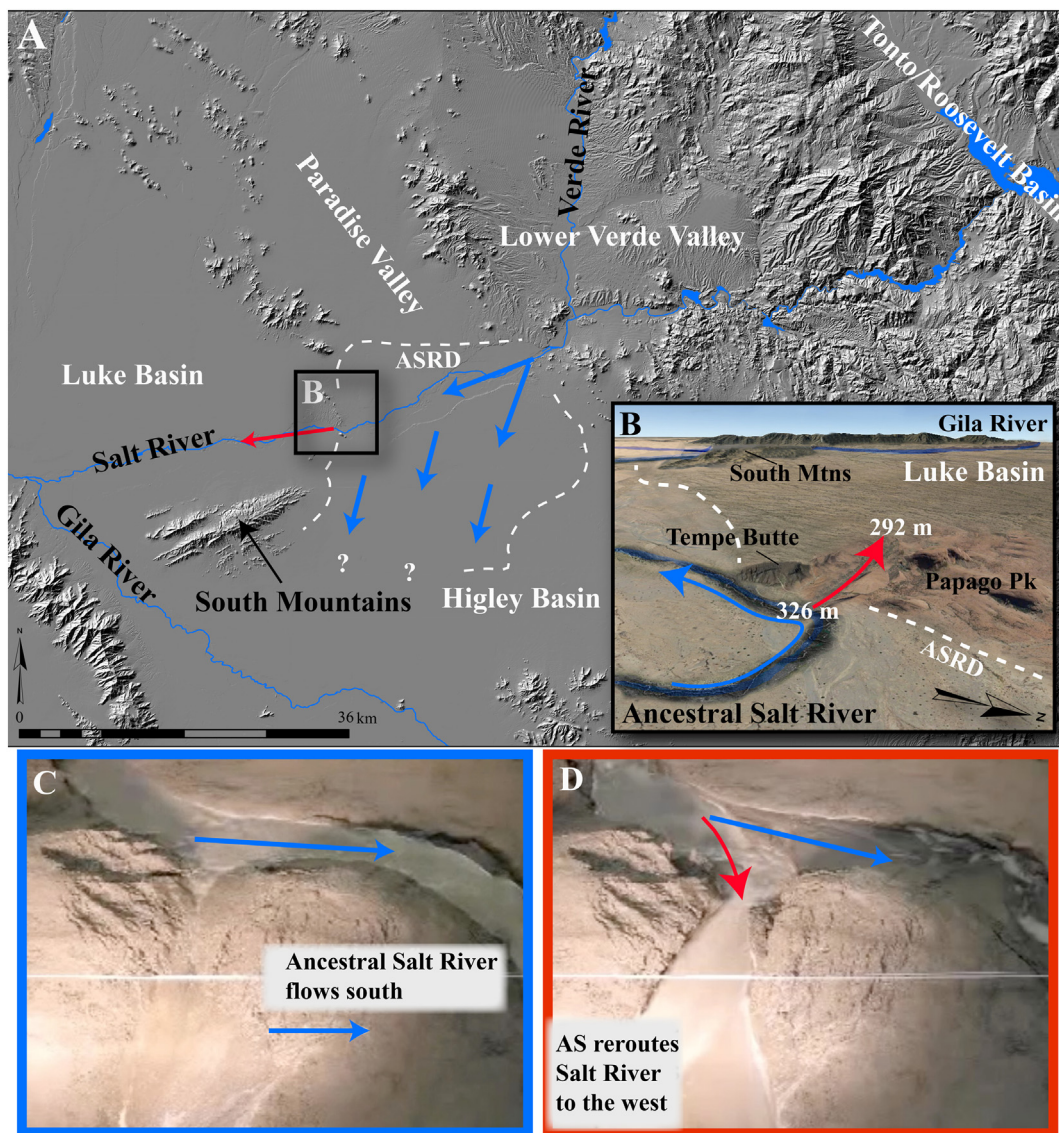 A
Tonto/Roosevelt Basin
Verde River
Paradise Valley
Lower Verde Valley
ASRD
Luke Basin
B
Salt River
Gila River
South Mountains
?
?
Higley Basin
N
0
36 km
B
Gila River
South Mtns
Luke Basin
Tempe Butte
292 m
Papago Pk
326 m
ASRD
Ancestral Salt River
N
C
Ancestral Salt River
flows south
D
AS reroutes
Salt River
to the west